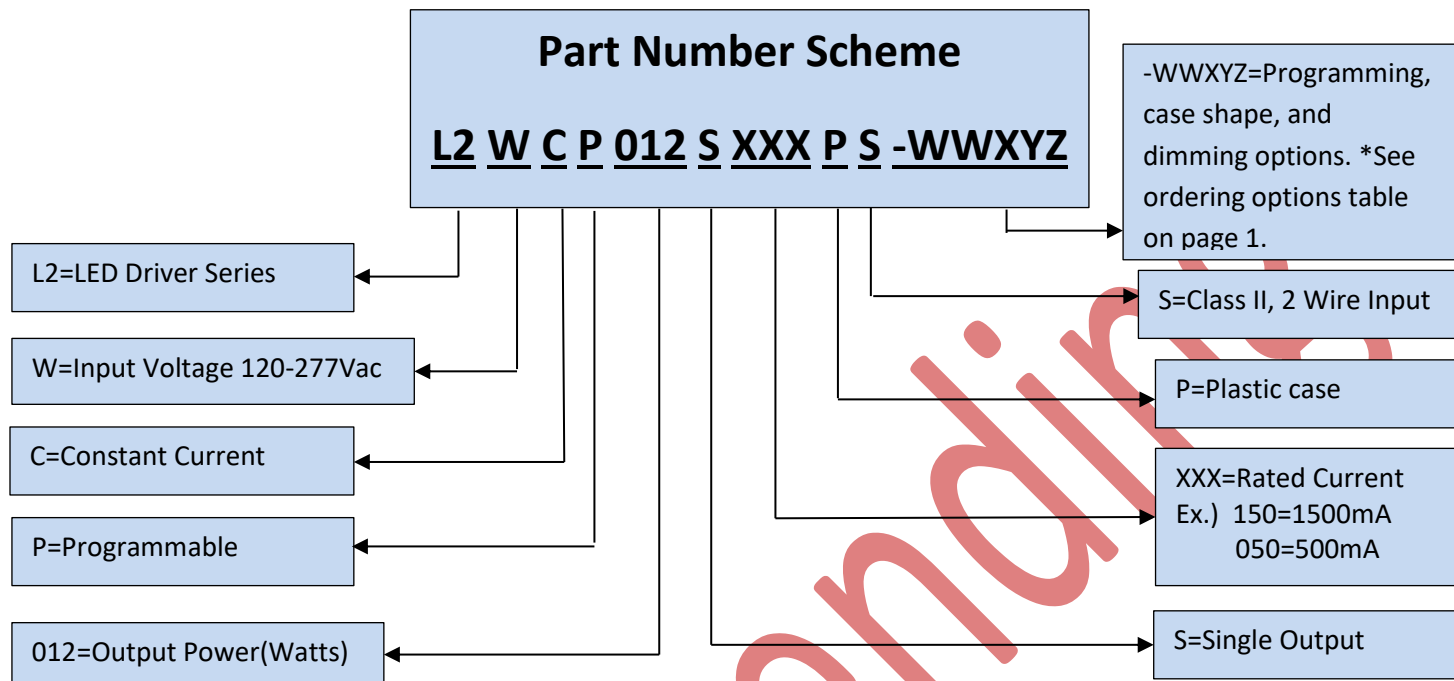 Part Number Scheme
L2 W C P 012 S XXX P S -WWXYZ
-WWXYZ=Programming,
case shape, and
dimming options. *See
ordering options table
on page 1.
L2=LED Driver Series
S=Class II, 2 Wire Input
W=Input Voltage 120-277Vac
P=Plastic case
C=Constant Current
XXX=Rated Current
Ex.) 150=1500mA
050=500mA
P=Programmable
012=Output Power(Watts)
S=Single Output